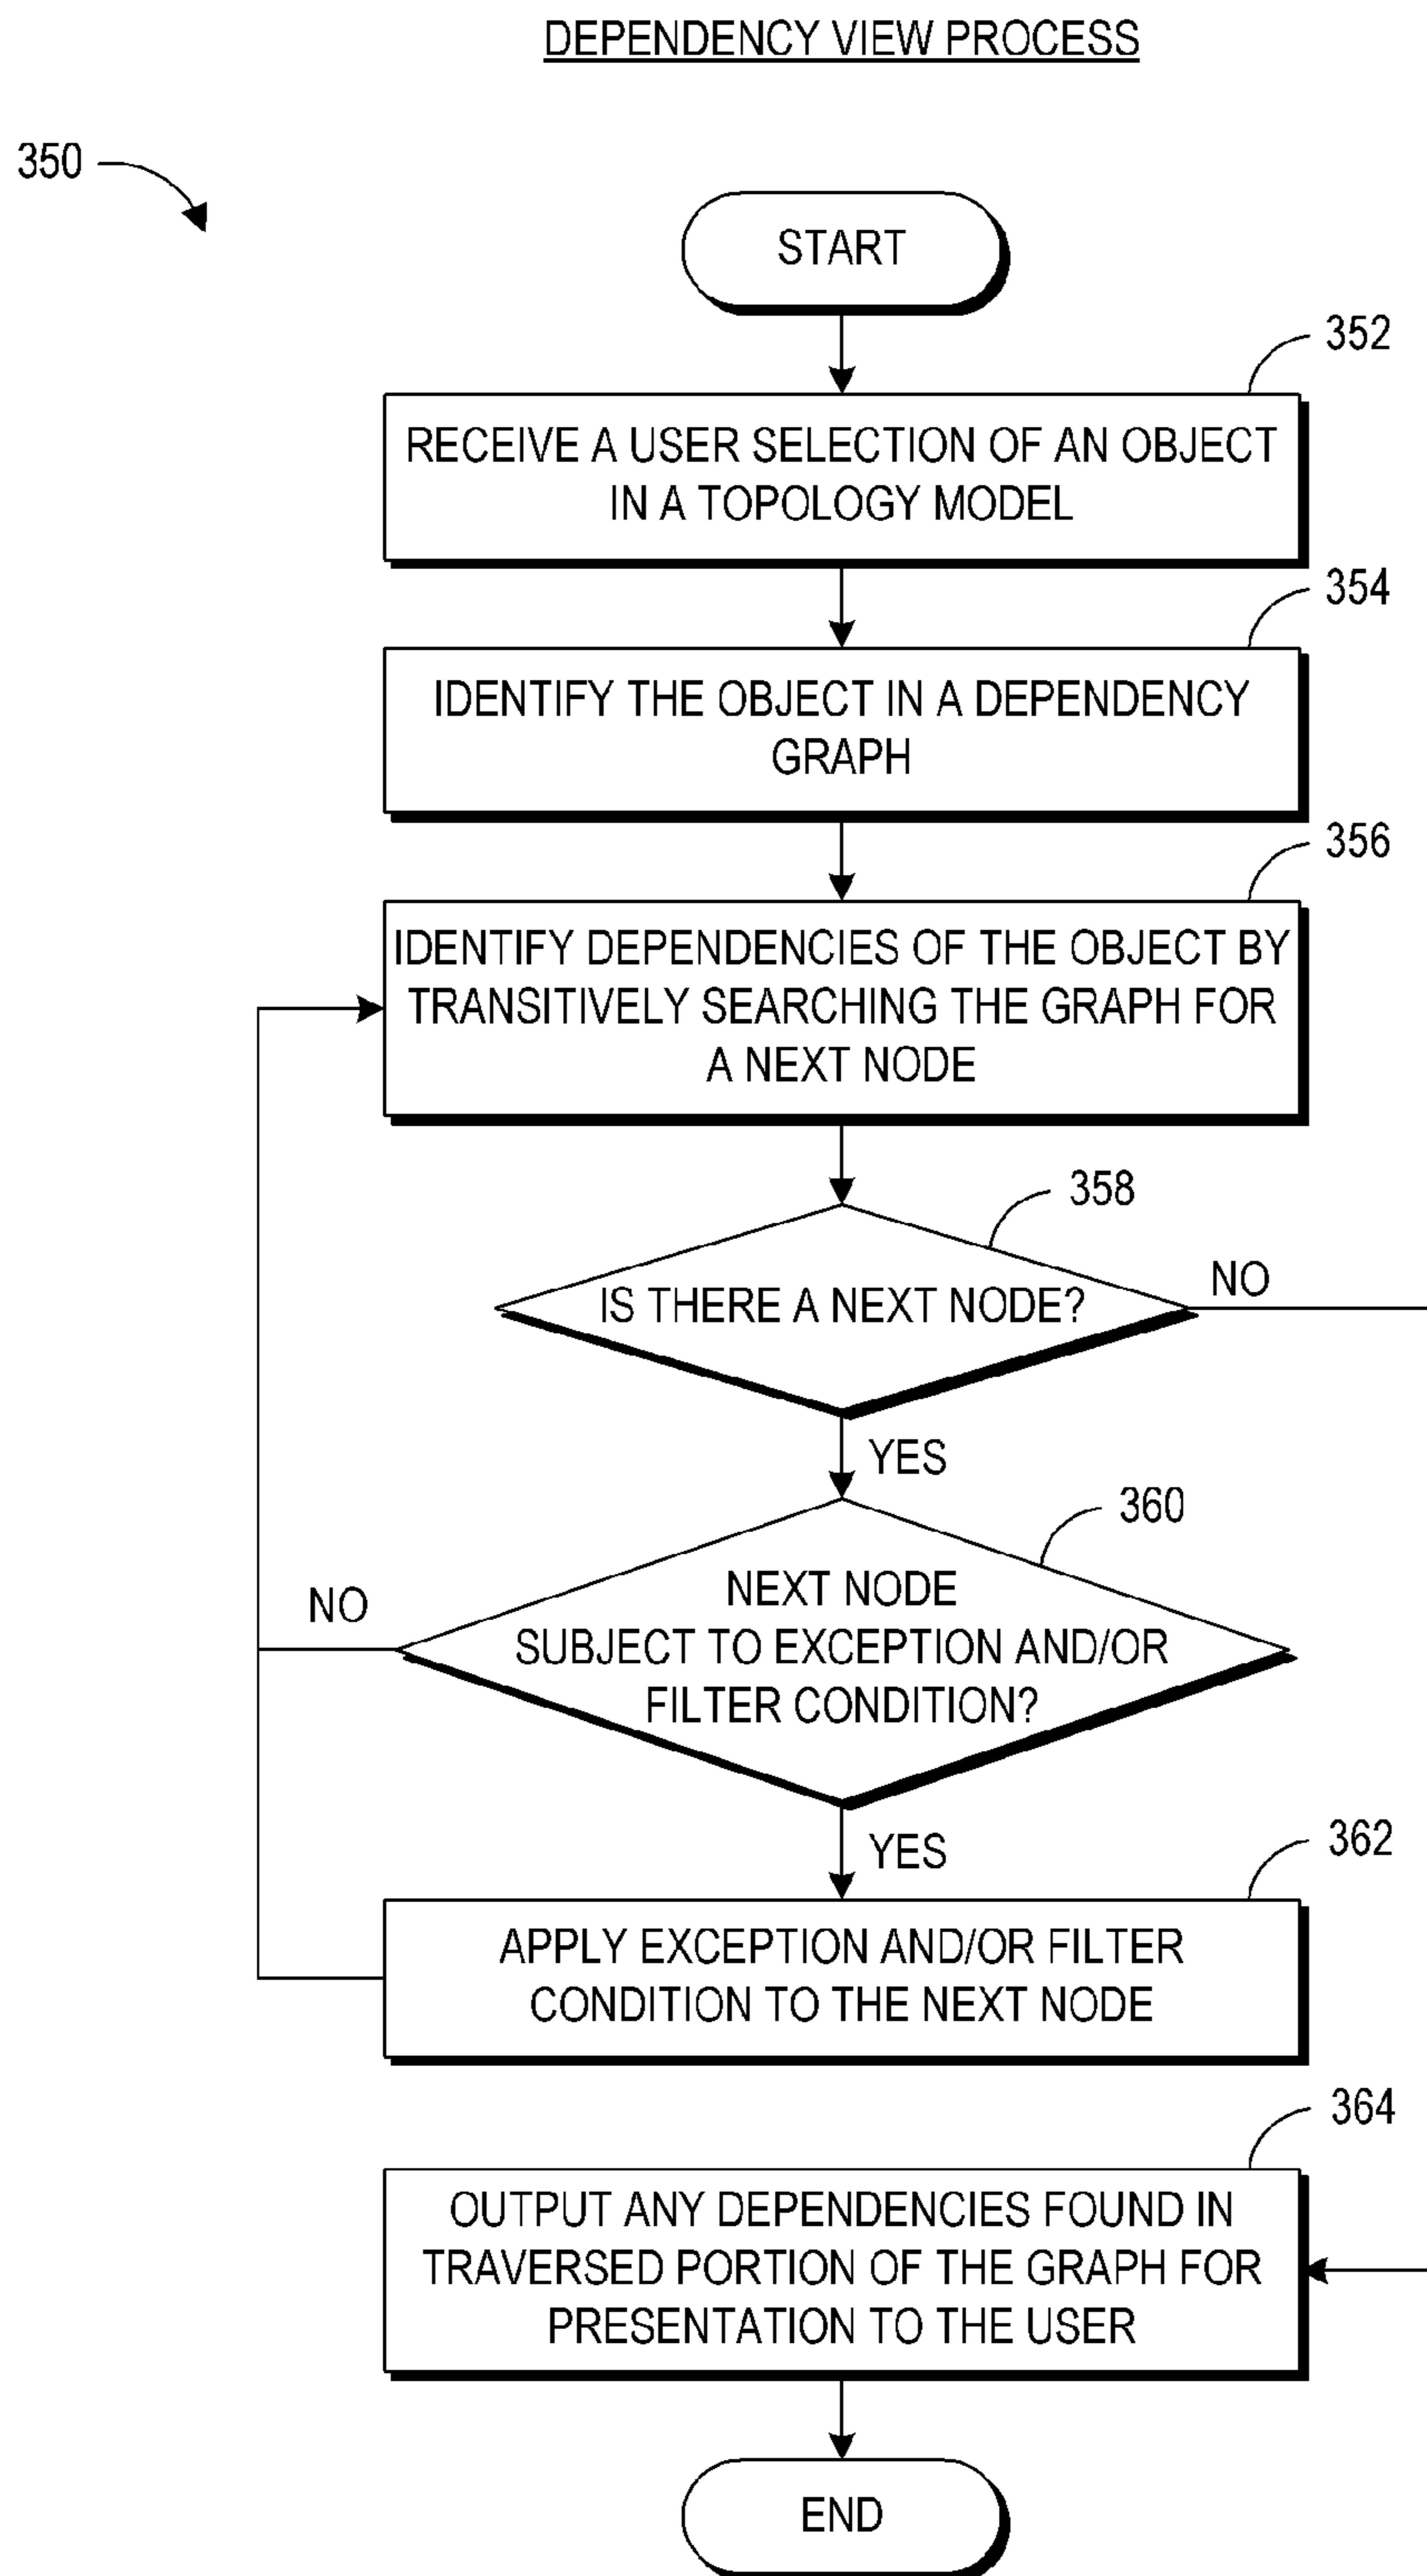 DEPENDENCY VIEW PROCESS
350
START
352
RECEIVE A USER SELECTION OF AN OBJECT
IN A TOPOLOGY MODEL
354
IDENTIFY THE OBJECT IN A DEPENDENCY
GRAPH
356
IDENTIFY DEPENDENCIES OF THE OBJECT BY
TRANSITIVELY SEARCHING THE GRAPH FOR
A NEXT NODE
358
IS THERE A NEXT NODE?
NO
YES
360
NEXT NODE
SUBJECT TO EXCEPTION AND/OR
FILTER CONDITION?
NO
YES
362
APPLY EXCEPTION AND/OR FILTER
CONDITION TO THE NEXT NODE
364
OUTPUT ANY DEPENDENCIES FOUND IN
TRAVERSED PORTION OF THE GRAPH FOR
PRESENTATION TO THE USER
END